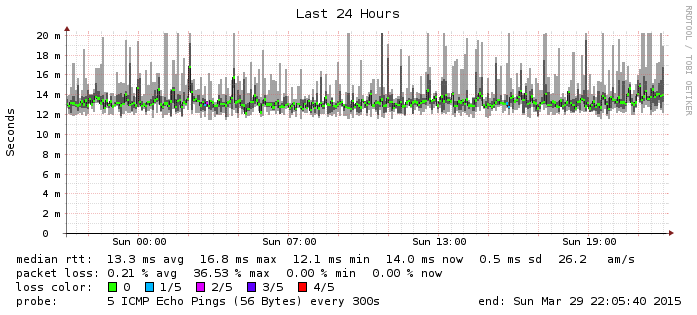 Last 24 Hours
RRDTOOL / TOBI OETIKER
Seconds
20 m
18 m
16 m
14 m
12 m
10 m
8 m
6 m
4 m
2 m
0
Sun 00:00 Sun 07:00 Sun 13:00 Sun 19:00
median rtt: 13.3 ms avg 16.8 ms max 12.1 ms min 14.0 ms now 0.5 ms sd 26.2 am/s
packet loss: 0.21 % avg 36.53 % max 0.00 % min 0.00 % now
loss color: 0 1/5 2/5 3/5 4/5
probe: 5 ICMP Echo Pings (56 Bytes) every 300s end: Sun Mar 29 22:05:40 2015